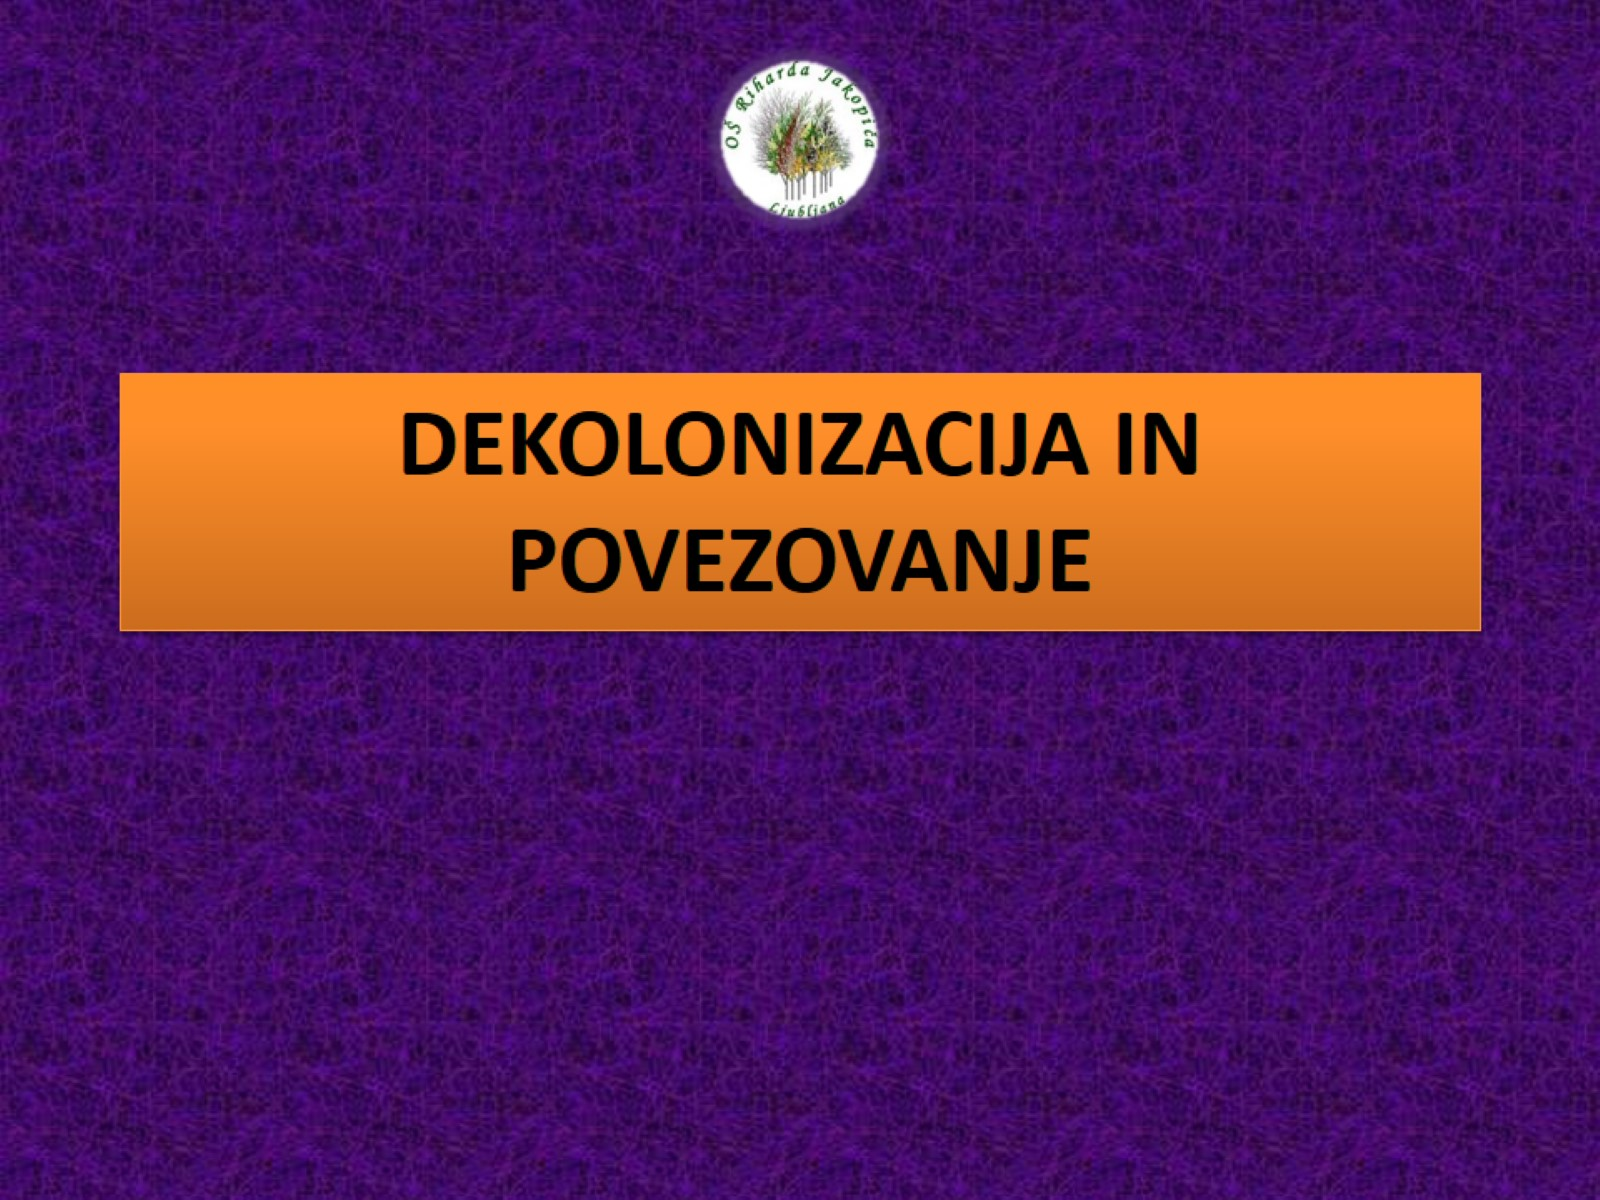 OŠ Riharda Jakopiča
Ljubljana
DEKOLONIZACIJA IN
POVEZOVANJE